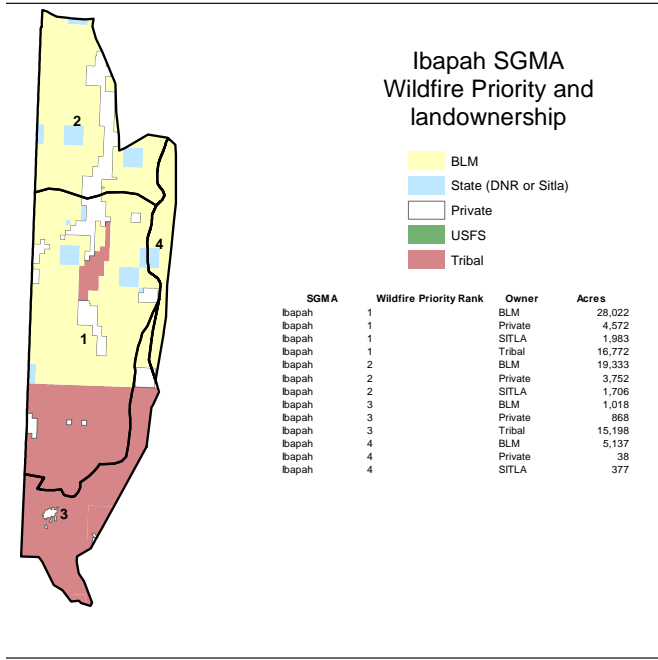 Ibapah SGMA
Wildfire Priority and
landownership
BLM
State (DNR or Sitla)
Private
USFS
Tribal
2
4
1
3
SGMA Wildfire Priority Rank Owner Acres
Ibapah 1 BLM 28,022
Ibapah 1 Private 4,572
Ibapah 1 SITLA 1,983
Ibapah 1 Tribal 16,772
Ibapah 2 BLM 19,333
Ibapah 2 Private 3,752
Ibapah 2 SITLA 1,706
Ibapah 3 BLM 1,018
Ibapah 3 Private 868
Ibapah 3 Tribal 15,198
Ibapah 4 BLM 5,137
Ibapah 4 Private 38
Ibapah 4 SITLA 377